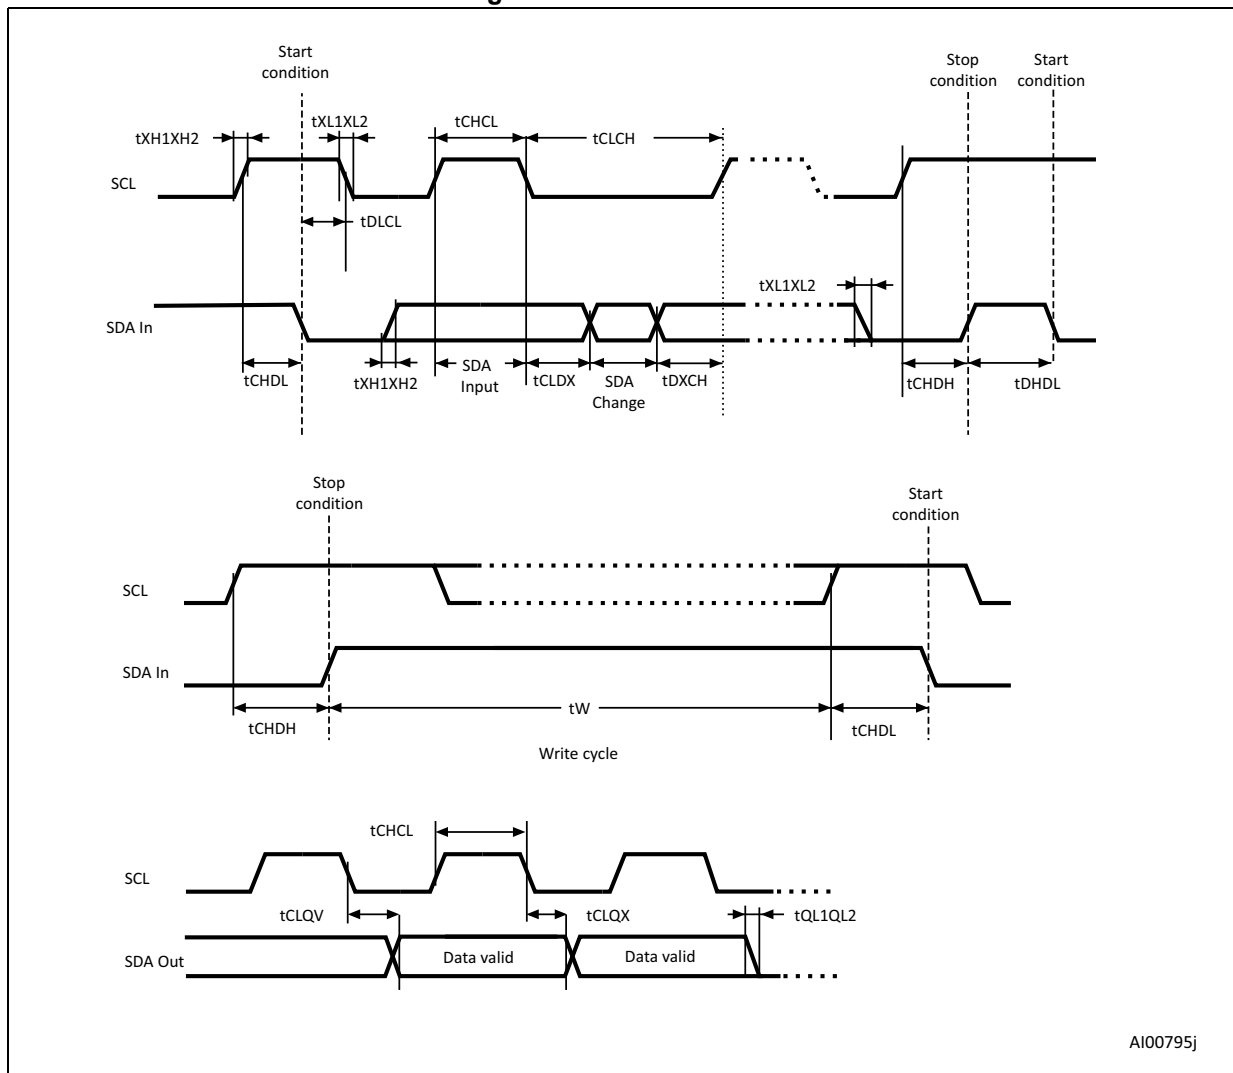 Start
condition
Stop
condition
Start
condition
tXH1XH2
tXL1XL2
tCHCL
tCLCH
SCL
tDLCL
tXL1XL2
SDA In
tCHDL
tXH1XH2
SDA
Input
tCLDX
SDA
Change
tDXCH
tCHDH
tDHDL
Stop
condition
Start
condition
SCL
SDA In
tCHDH
tW
tCHDL
Write cycle
tCHCL
SCL
tCLQV
tCLQX
tQL1QL2
SDA Out
Data valid
Data valid
AI00795j